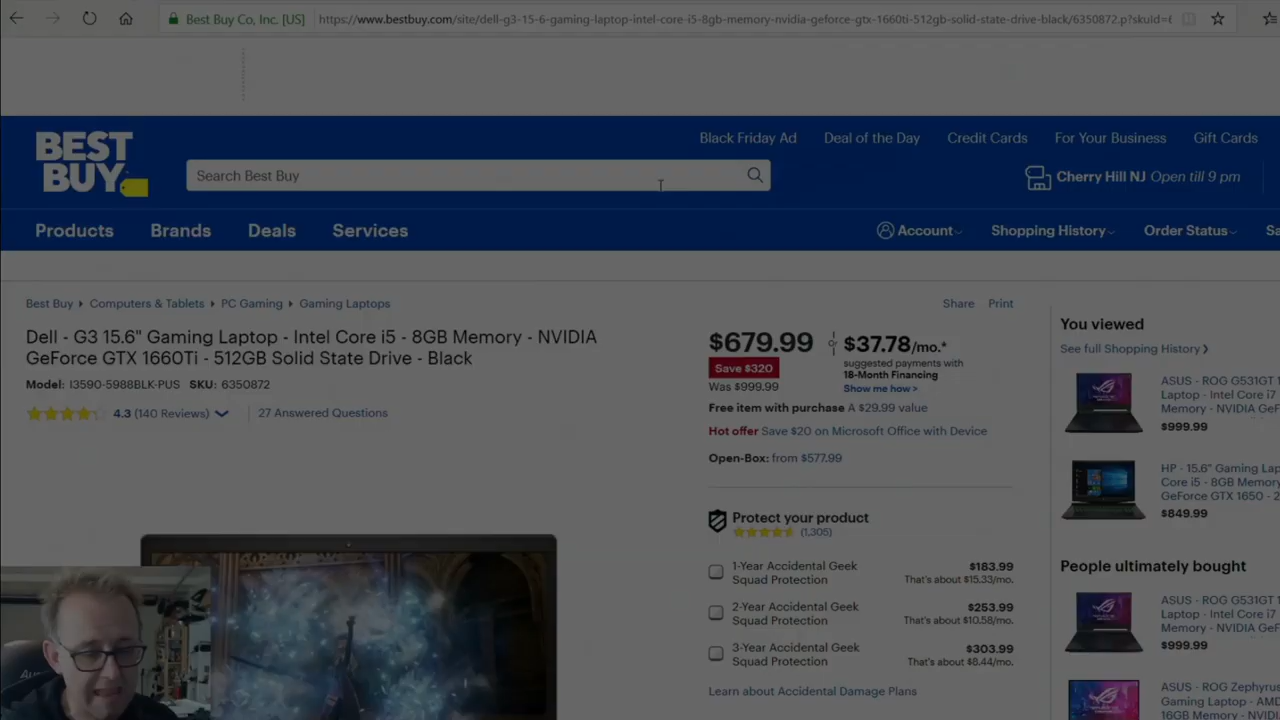 Best Buy Co, Inc. [US]
https://www.bestbuy.com/site/dell-g3-15-6-gaming-laptop-intel-core-i5-8gb-memory-nvidia-geforce-gtx-1660ti-512gb-solid-state-drive-black/6350872.p?skuId=6
Black Friday Ad
Deal of the Day
Credit Cards
For Your Business
Gift Cards
BEST
BUY
Search Best Buy
Cherry Hill NJ Open till 9 pm
Products
Brands
Deals
Services
Account
Shopping History
Order Status
Sa
Best Buy
Computers & Tablets
PC Gaming
Gaming Laptops
Share
Print
Dell - G3 15.6" Gaming Laptop - Intel Core i5 - 8GB Memory - NVIDIA
GeForce GTX 1660Ti - 512GB Solid State Drive - Black
Model: I3590-5988BLK-PUS SKU: 6350872
4.3 (140 Reviews)
27 Answered Questions
$679.99
Save $320
Was $999.99
or
$37.78/mo.*
suggested payments with
18-Month Financing
Show me how >
Free item with purchase A $29.99 value
Hot offer Save $20 on Microsoft Office with Device
Open-Box: from $577.99
Protect your product
(1,305)
1-Year Accidental Geek
Squad Protection
$183.99
That's about $15.33/mo.
2-Year Accidental Geek
Squad Protection
$253.99
That's about $10.58/mo.
3-Year Accidental Geek
Squad Protection
$303.99
That's about $8.44/mo.
Learn about Accidental Damage Plans
You viewed
See full Shopping History
ASUS - ROG G531GT 1
Laptop - Intel Core i7
Memory - NVIDIA GeF
$999.99
HP - 15.6" Gaming Lap
Core i5 - 8GB Memory
GeForce GTX 1650 - 2
$849.99
People ultimately bought
ASUS - ROG G531GT 1
Laptop - Intel Core i7
Memory - NVIDIA GeF
$999.99
ASUS - ROG Zephyrus
Gaming Laptop - AMD
16GB Memory - NVIDI